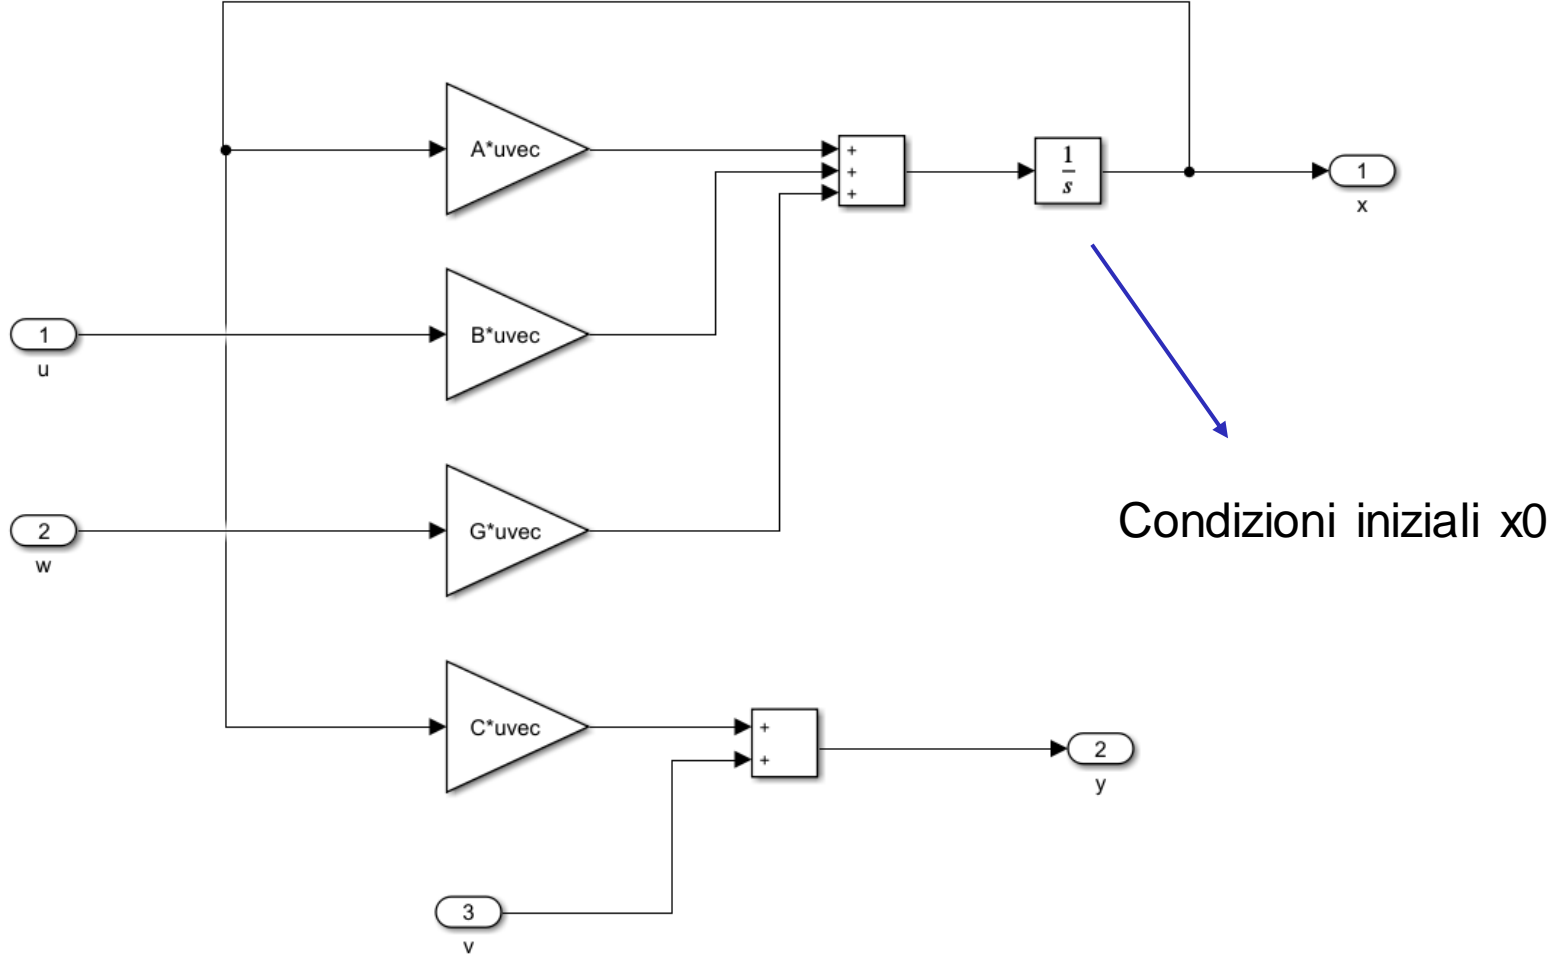 A*uvec
+
+
+
1
s
1
x
B*uvec
1
u
Condizioni iniziali x0
G*uvec
2
w
C*uvec
+
+
2
y
3
v